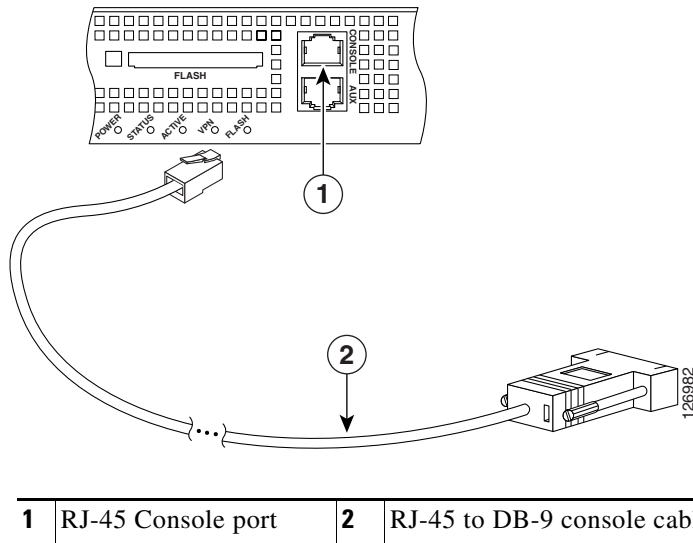 CONSOLE
FLASH
AUX
POWER
STATUS
ACTIVE
VPN
FLASH
1
2
126982
1 RJ-45 Console port 2 RJ-45 to DB-9 console